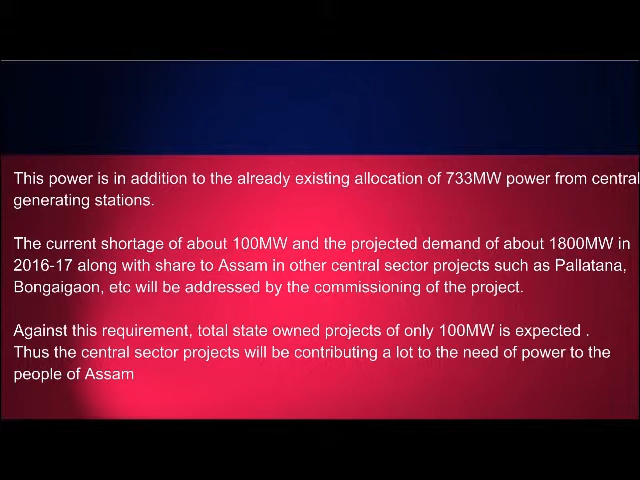 This power is in addition to the already existing allocation of 733MW power from central
generating stations.
The current shortage of about 100MW and the projected demand of about 1800MW in
2016-17 along with share to Assam in other central sector projects such as Pallatana,
Bongaigaon, etc will be addressed by the commissioning of the project.
Against this requirement, total state owned projects of only 100MW is expected .
Thus the central sector projects will be contributing a lot to the need of power to the
people of Assam